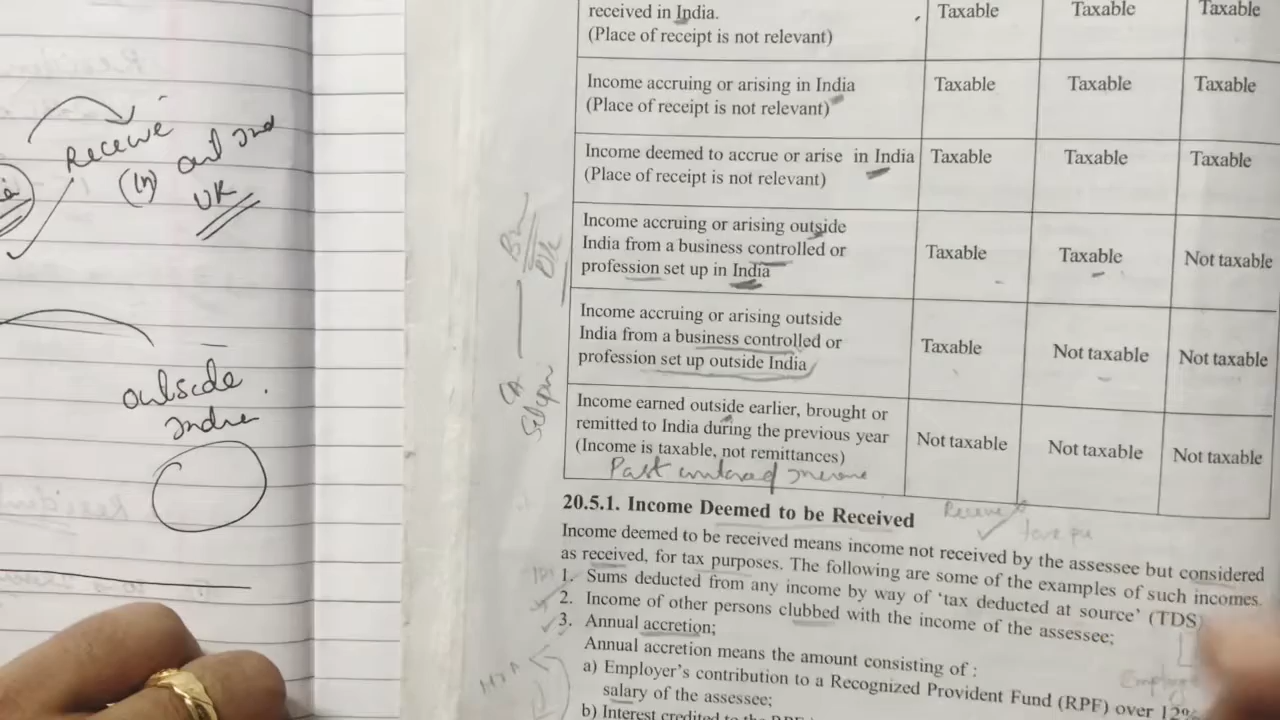 Receive
(In) out Ind
UK
outside
India
received in India.
(Place of receipt is not relevant)
Taxable
Taxable
Taxable
Income accruing or arising in India
(Place of receipt is not relevant)
Taxable
Taxable
Taxable
Income deemed to accrue or arise in India
(Place of receipt is not relevant)
Taxable
Taxable
Taxable
Income accruing or arising outside
India from a business controlled or
profession set up in India
Taxable
Taxable
Not taxable
Income accruing or arising outside
India from a business controlled or
profession set up outside India
Taxable
Not taxable
Not taxable
Income earned outside earlier, brought or
remitted to India during the previous year
(Income is taxable, not remittances)
Not taxable
Not taxable
Not taxable
Past
20.5.1. Income Deemed to be Received
Income deemed to be received means income not received by the assessee but considered
as received, for tax purposes. The following are some of the examples of such incomes.
1. Sums deducted from any income by way of 'tax deducted at source' (TDS)
2. Income of other persons clubbed with the income of the assessee;
3. Annual accretion;
Annual accretion means the amount consisting of :
a) Employer's contribution to a Recognized Provident Fund (RPF) over 12%
salary of the assessee;
b) Interest credited to the